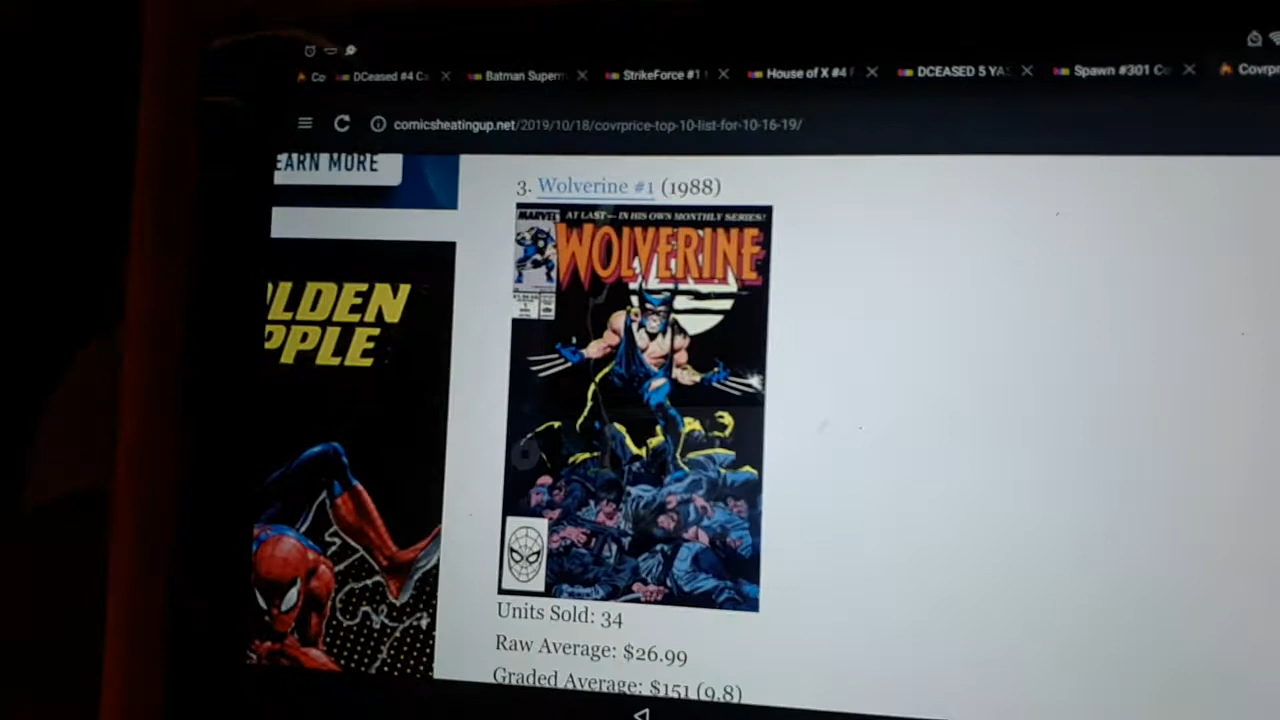 Co DCeased #4 Co Batman Superm StrikeForce #1 House of X #4 DCEASED 5 YA Spawn #301 Co Covrpr
comicsheatingup.net/2019/10/18/covrprice-top-10-list-for-10-16-19/
EARN MORE
3. Wolverine #1 (1988)
MARVEL AT LAST—IN HIS OWN MONTHLY SERIES!
WOLVERINE
LDEN
PPLE
Units Sold: 34
Raw Average: $26.99
Graded Average: $151 (9.8)